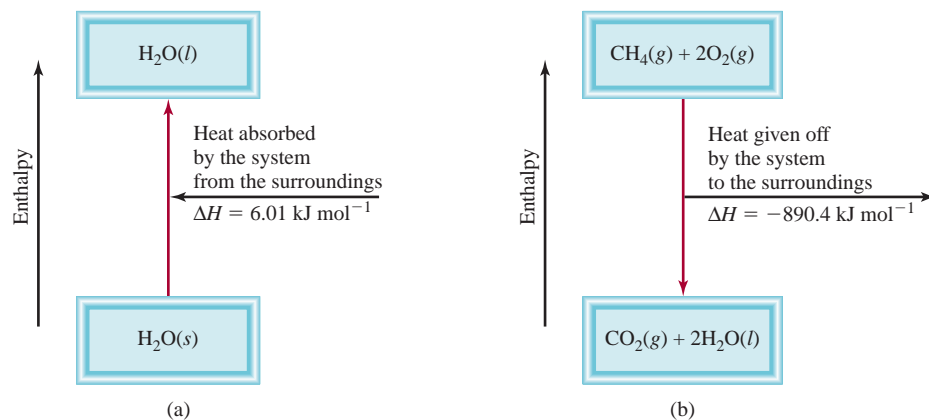 H₂O(l)
Enthalpy
Heat absorbed
by the system
from the surroundings
ΔH = 6.01 kJ mol⁻¹
H₂O(s)
(a)
CH₄(g) + 2O₂(g)
Enthalpy
Heat given off
by the system
to the surroundings
ΔH = −890.4 kJ mol⁻¹
CO₂(g) + 2H₂O(l)
(b)